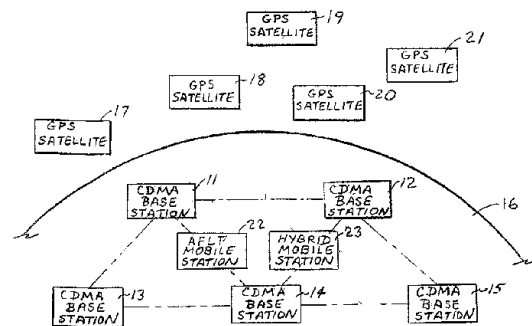 GPS
SATELLITE
19
GPS
SATELLITE
21
GPS
SATELLITE
18
GPS
SATELLITE
20
GPS
SATELLITE
17
CDMA
BASE
STATION
11
CDMA
BASE
STATION
12
16
AFLT
MOBILE
STATION
22
HYBRID
MOBILE
STATION
23
CDMA
BASE
STATION
13
CDMA
BASE
STATION
14
CDMA
BASE
STATION
15